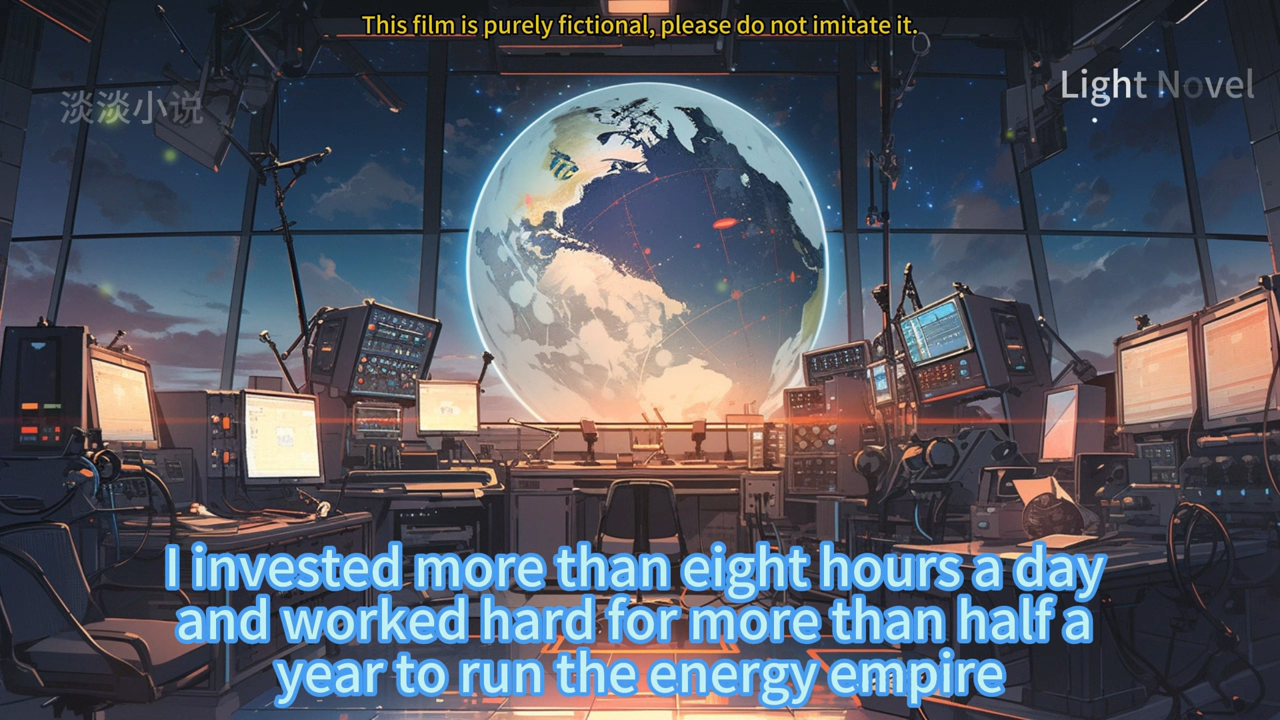 This film is purely fictional, please do not imitate it.
淡淡小说
Light Novel
I invested more than eight hours a day
and worked hard for more than half a
year to run the energy empire